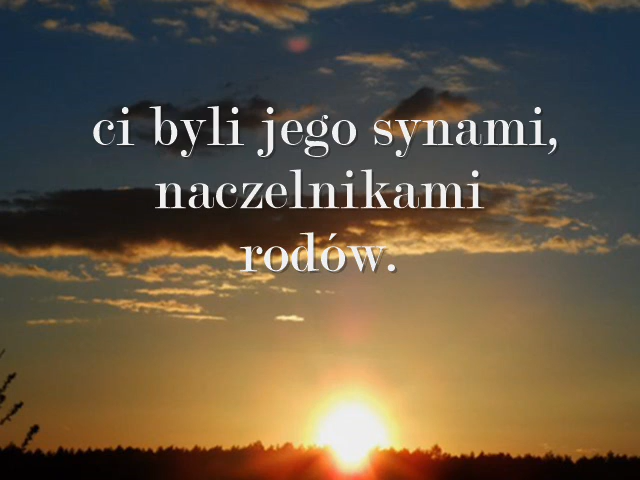 ci byli jego synami,
naczelnikami
rodów.